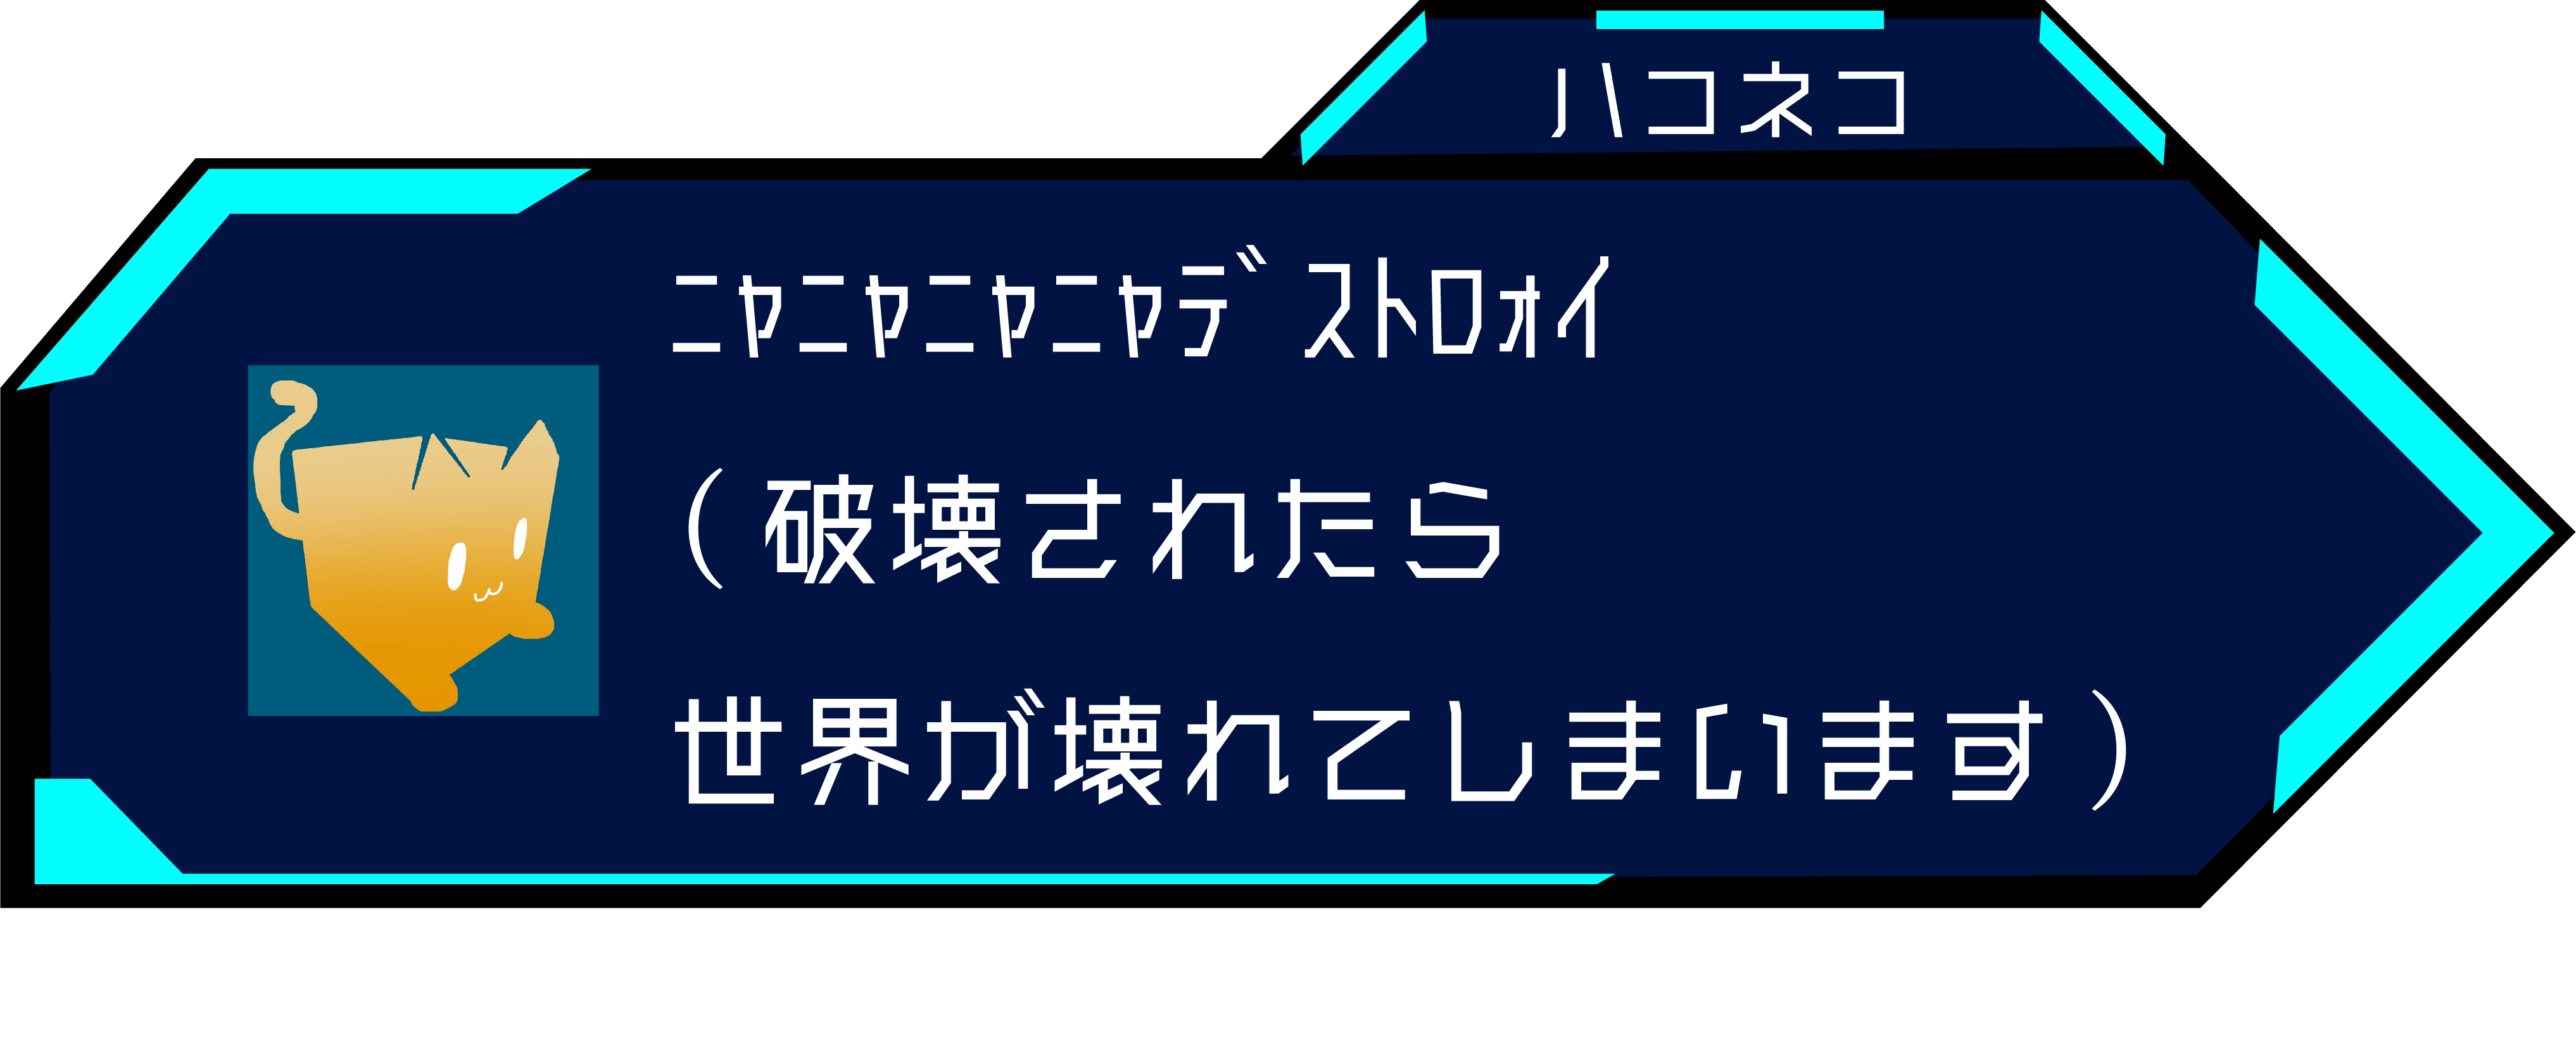 ハコネコ
ﾆｬﾆｬﾆｬﾆｬﾃﾞｽﾄﾛｫｲ
(破壊されたら
世界が壊れてしまいます)